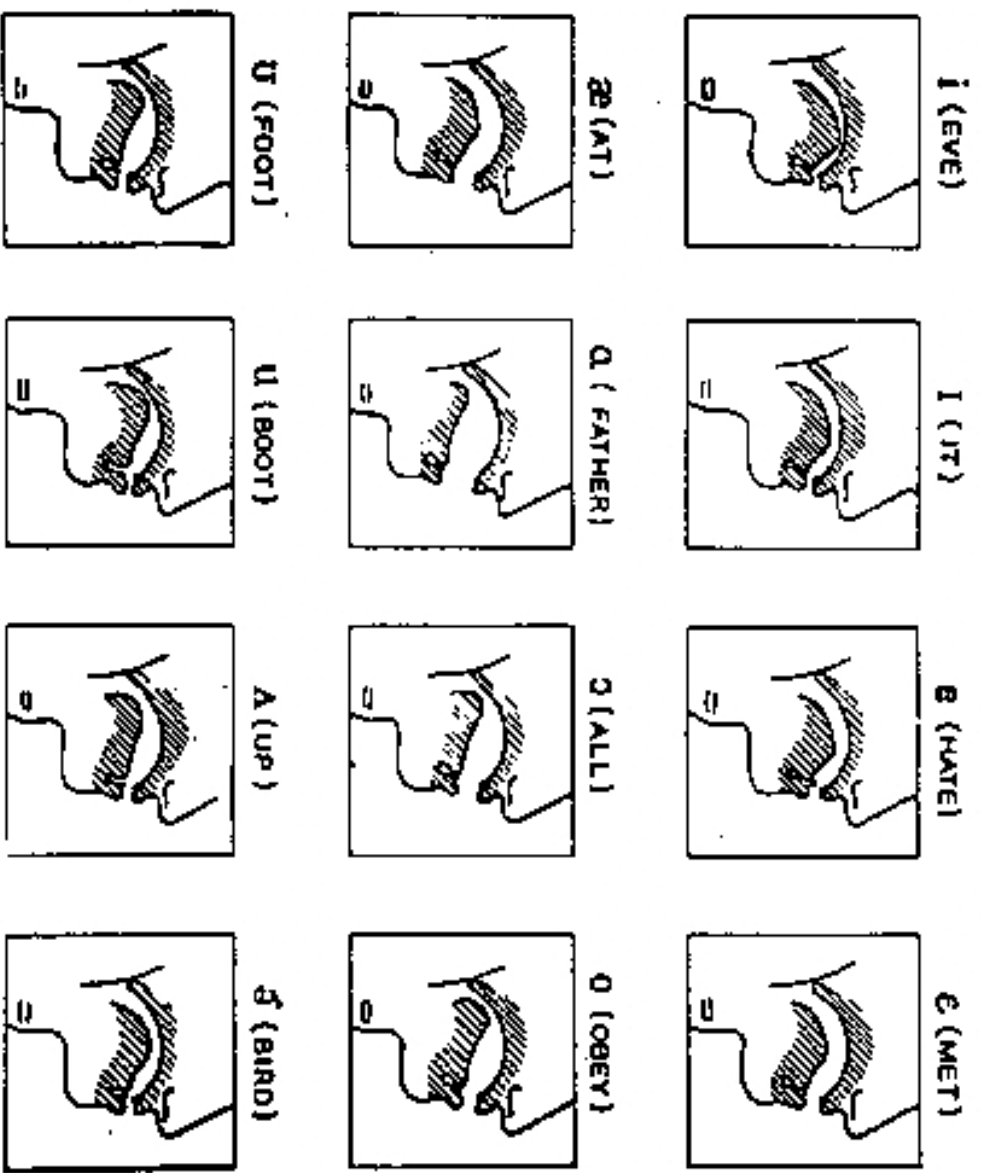 i (EVE)
I (IT)
e (HATE)
ε (MET)
æ (AT)
ɑ (FATHER)
ɔ (ALL)
o (OBEY)
U (FOOT)
u (BOOT)
ʌ (UP)
ɝ (BIRD)